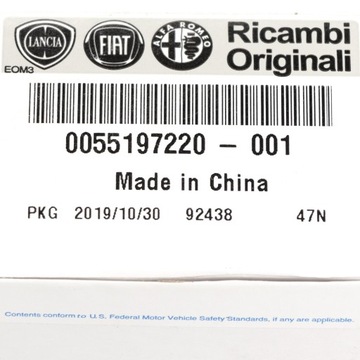 LANCIA FIAT ALFA ROMEO Ricambi
Originali
EOM3
0055197220 - 001
Made in China
PKG 2019/10/30 92438 47N
Contents conform to U.S. Federal Motor Vehicle Safety Standards, if any are applicable.